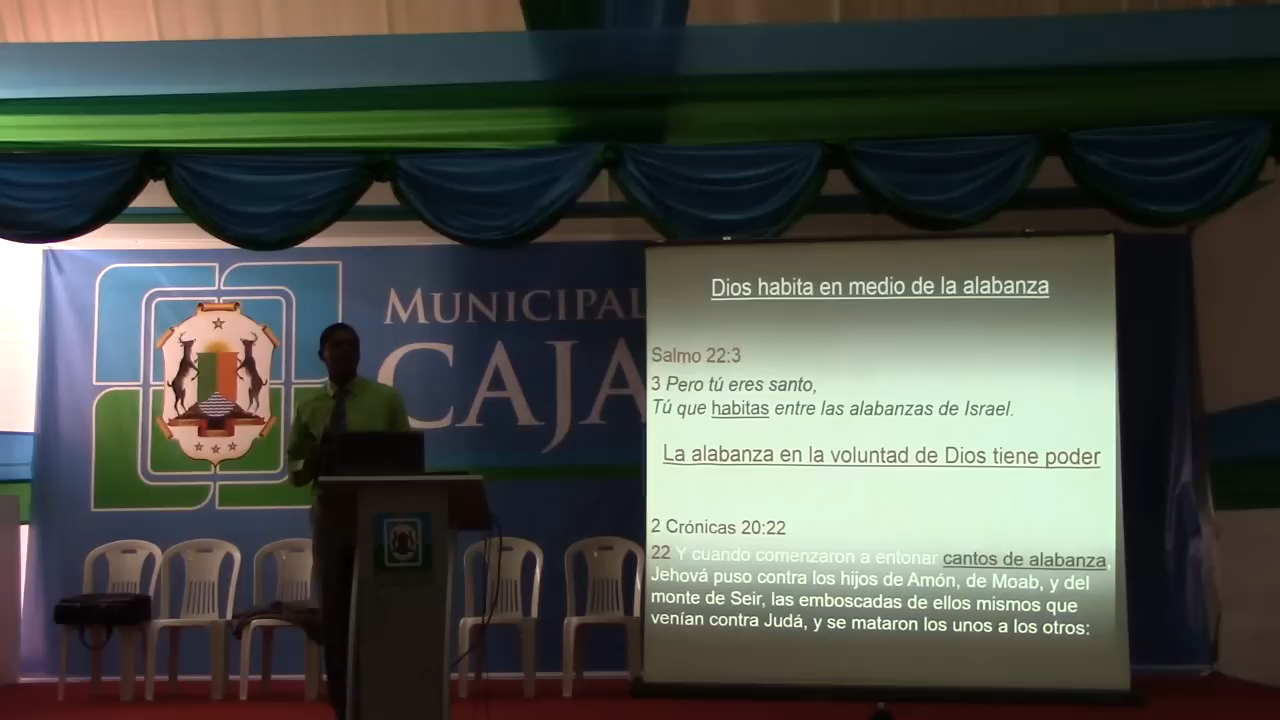 MUNICIPAL
CAJA
Dios habita en medio de la alabanza
Salmo 22:3
3 Pero tú eres santo,
Tú que habitas entre las alabanzas de Israel.
La alabanza en la voluntad de Dios tiene poder
2 Crónicas 20:22
22 Y cuando comenzaron a entonar cantos de alabanza,
Jehová puso contra los hijos de Amón, de Moab, y del
monte de Seir, las emboscadas de ellos mismos que
venían contra Judá, y se mataron los unos a los otros: